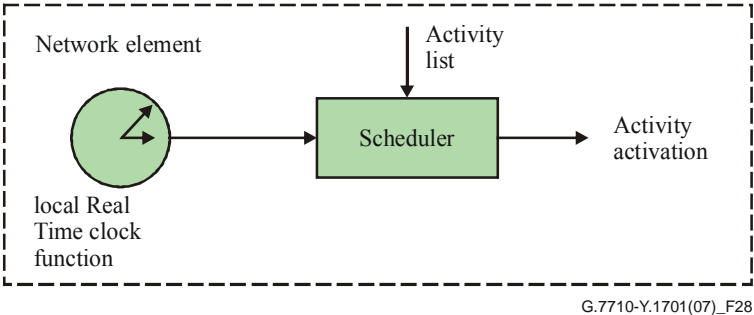 Network element
Activity
list
Scheduler
Activity
activation
local Real
Time clock
function
G.7710-Y.1701(07)_F28